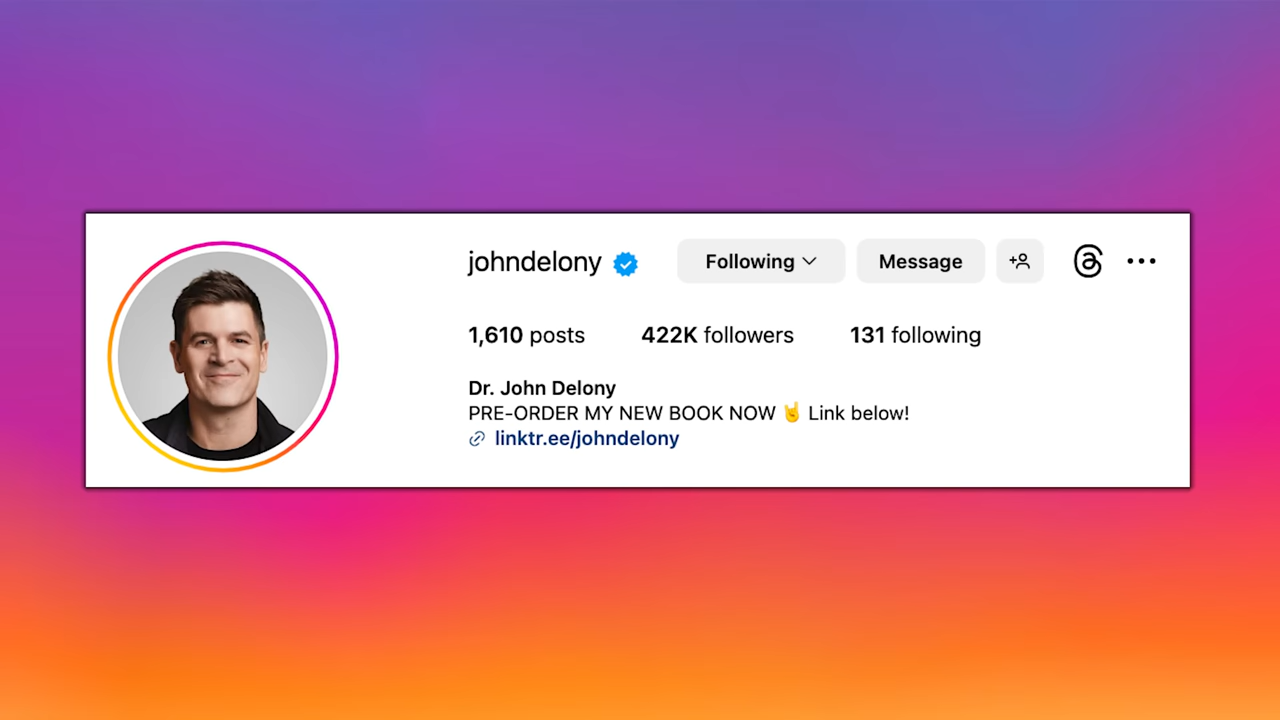 johndelony
Following
Message
1,610 posts
422K followers
131 following
Dr. John Delony
PRE-ORDER MY NEW BOOK NOW 🤘 Link below!
linktr.ee/johndelony